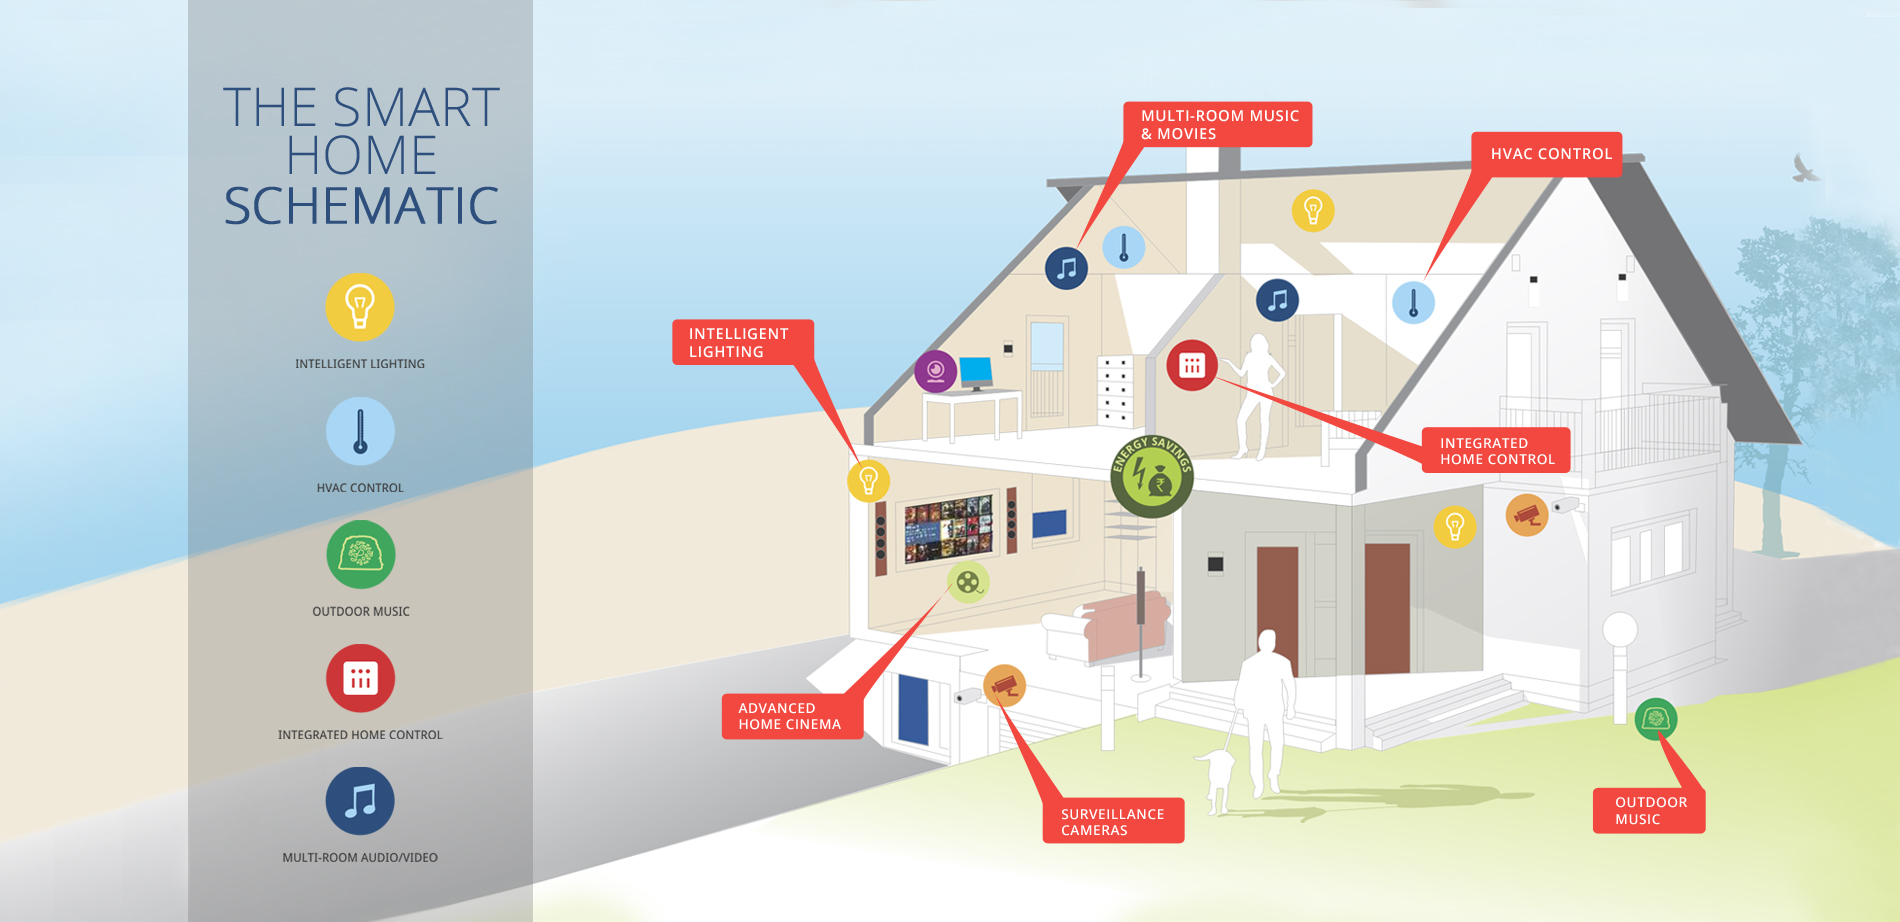 THE SMART
HOME
SCHEMATIC
INTELLIGENT LIGHTING
HVAC CONTROL
OUTDOOR MUSIC
INTEGRATED HOME CONTROL
MULTI-ROOM AUDIO/VIDEO
MULTI-ROOM MUSIC
& MOVIES
HVAC CONTROL
INTELLIGENT
LIGHTING
INTEGRATED
HOME CONTROL
ENERGY SAVINGS
₹
ADVANCED
HOME CINEMA
SURVEILLANCE
CAMERAS
OUTDOOR
MUSIC